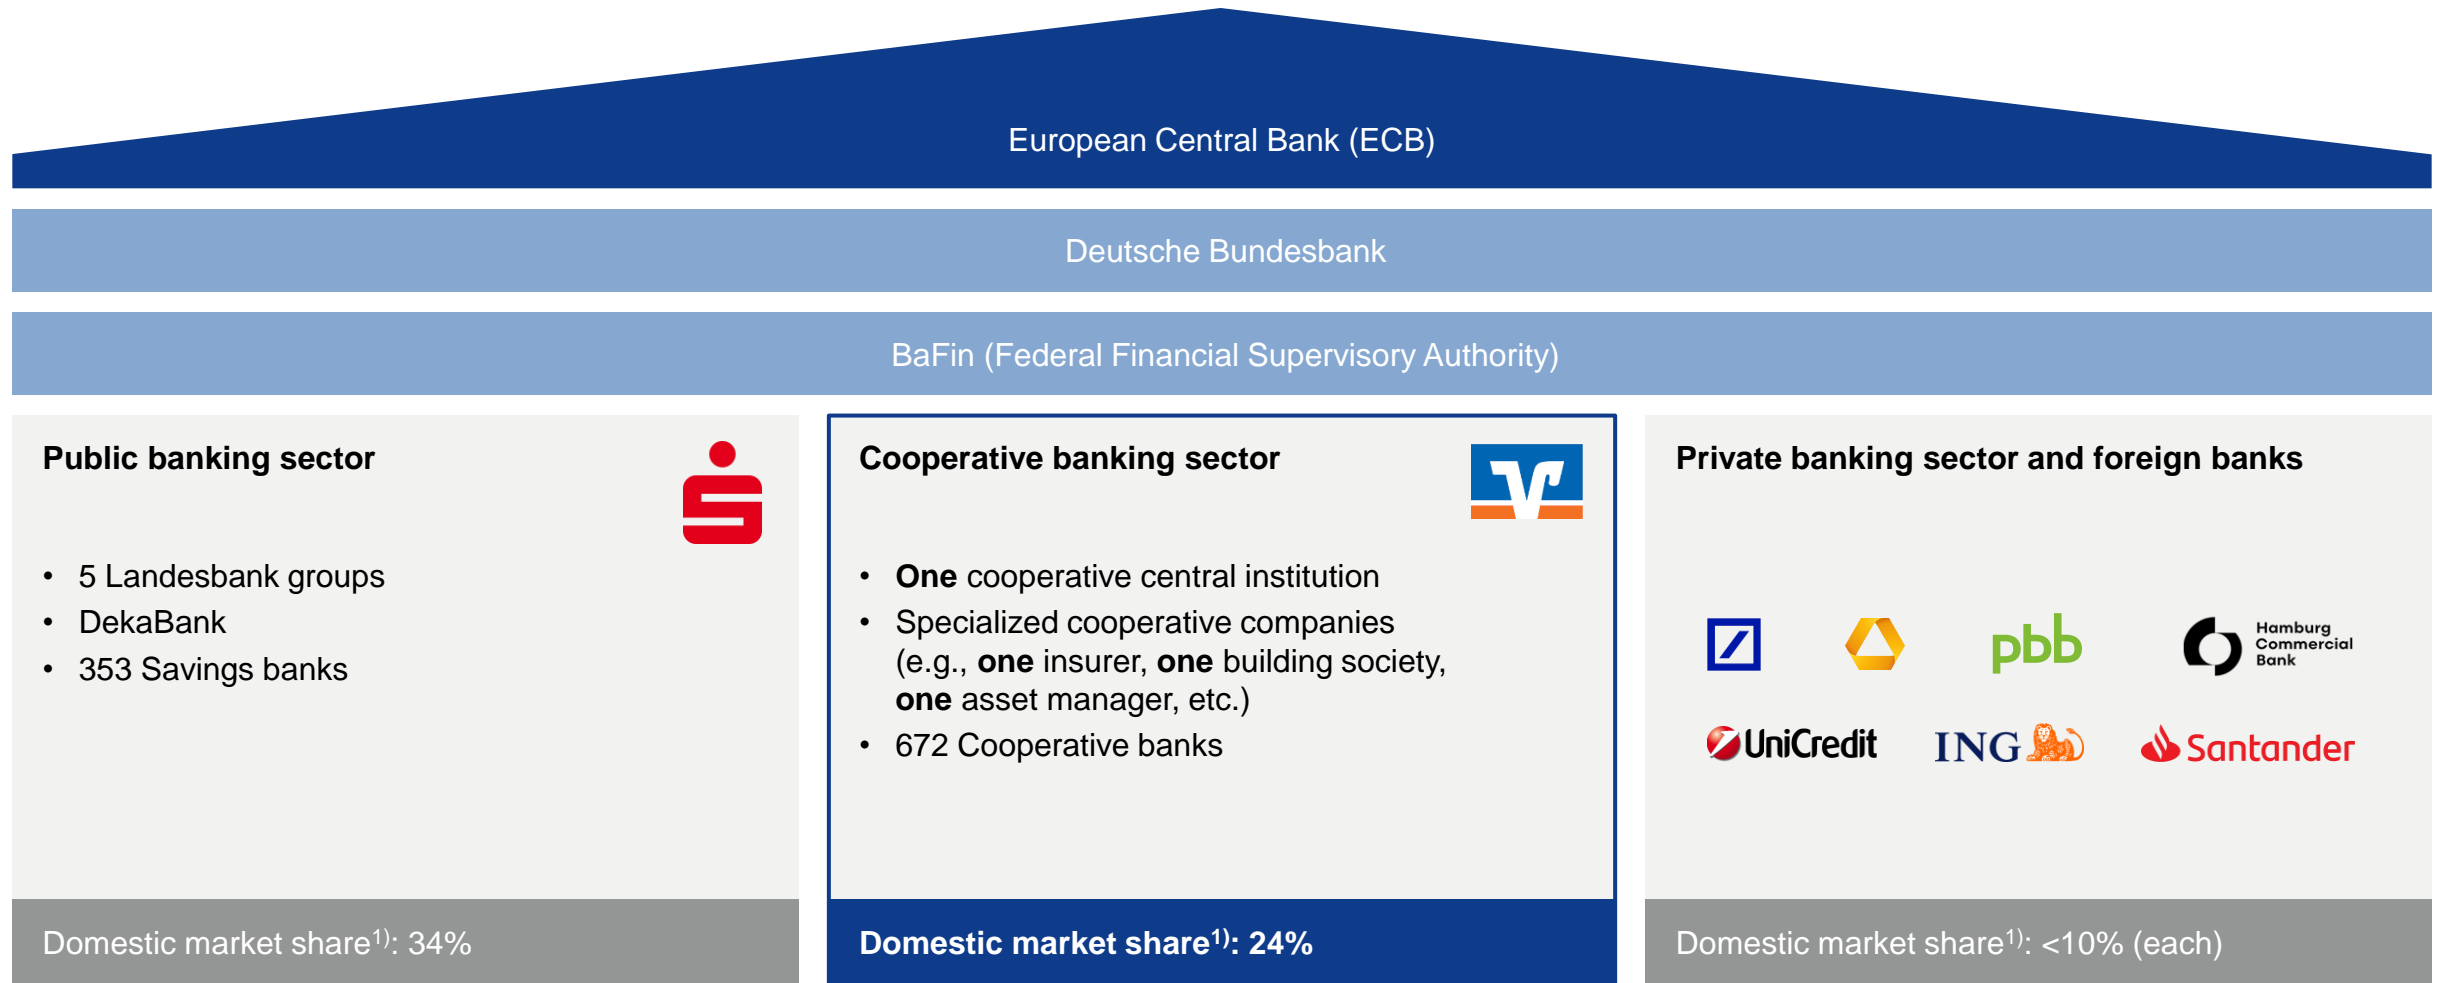 European Central Bank (ECB)
Deutsche Bundesbank
BaFin (Federal Financial Supervisory Authority)
Public banking sector
• 5 Landesbank groups
• DekaBank
• 353 Savings banks
Domestic market share1): 34%
Cooperative banking sector
• One cooperative central institution
• Specialized cooperative companies
(e.g., one insurer, one building society,
one asset manager, etc.)
• 672 Cooperative banks
Domestic market share1): 24%
Private banking sector and foreign banks
pbb
Hamburg
Commercial
Bank
UniCredit
ING
Santander
Domestic market share1): <10% (each)